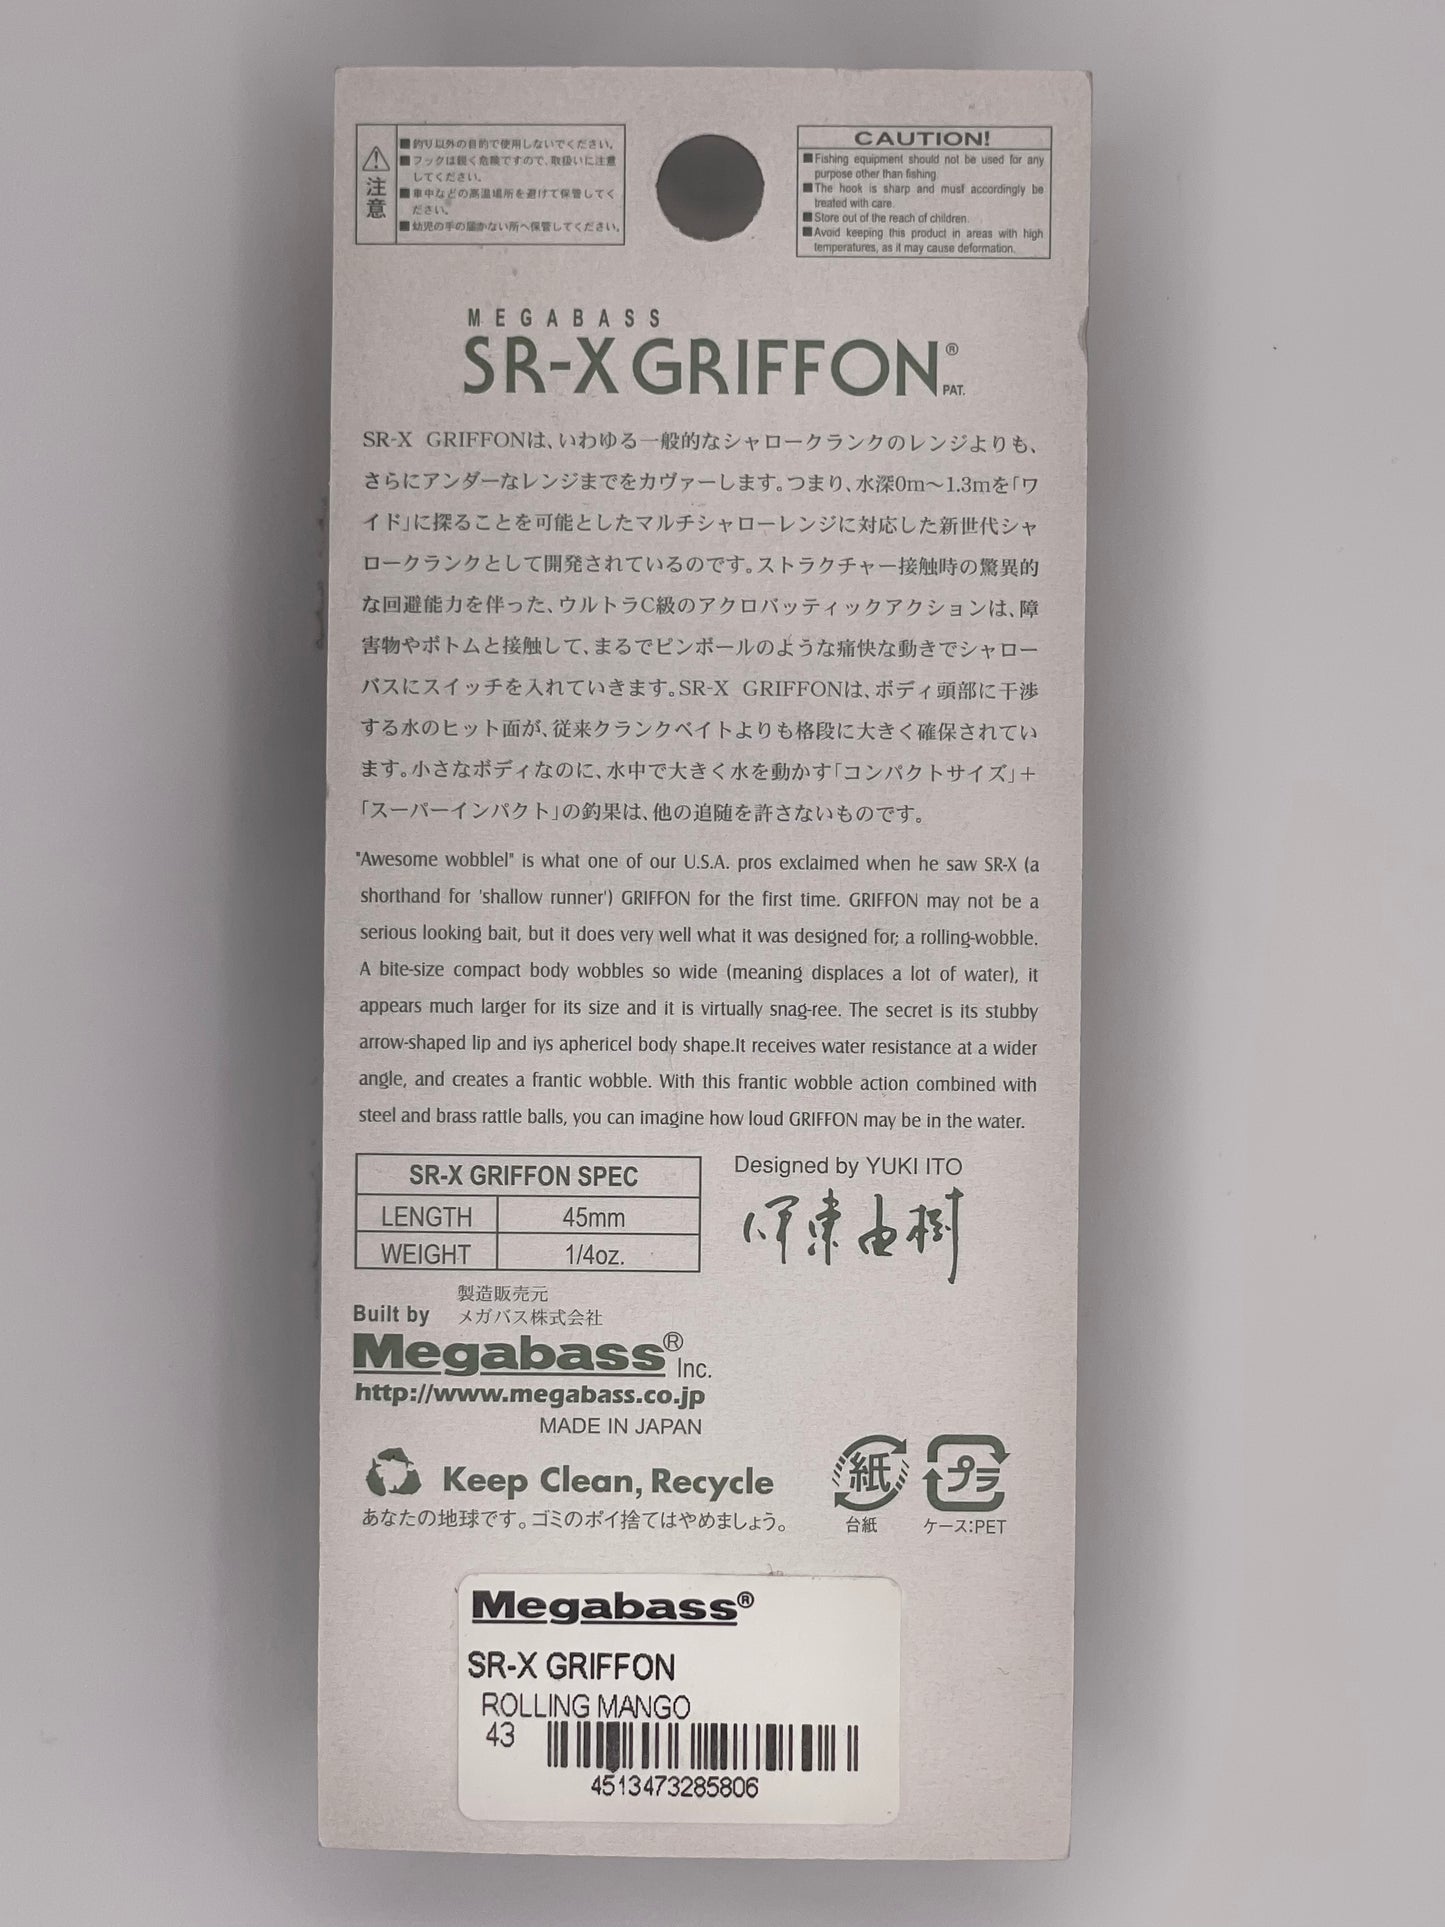 注意
■釣り以外の目的で使用しないでください。
■フックは鋭く危険ですので、取扱いに注意
してください。
■車中などの高温場所を避けて保管してく
ださい。
■幼児の手の届かない所へ保管してください。
CAUTION!
■Fishing equipment should not be used for any
purpose other than fishing.
■The hook is sharp and must accordingly be
treated with care.
■Store out of the reach of children.
■Avoid keeping this product in areas with high
temperatures, as it may cause deformation.
MEGABASS
SR-X GRIFFON®
PAT.
SR-X GRIFFONは、いわゆる一般的なシャロークランクのレンジよりも、
さらにアンダーなレンジまでをカヴァーします。つまり、水深0m〜1.3mを「ワ
イド」に探ることを可能としたマルチシャローレンジに対応した新世代シャ
ロークランクとして開発されているのです。ストラクチャー接触時の驚異的
な回避能力を伴った、ウルトラC級のアクロバッティックアクションは、障
害物やボトムと接触して、まるでピンボールのような痛快な動きでシャロー
バスにスイッチを入れていきます。SR-X GRIFFONは、ボディ頭部に干渉
する水のヒット面が、従来クランクベイトよりも格段に大きく確保されてい
ます。小さなボディなのに、水中で大きく水を動かす「コンパクトサイズ」＋
「スーパーインパクト」の釣果は、他の追随を許さないものです。
"Awesome wobblel" is what one of our U.S.A. pros exclaimed when he saw SR-X (a
shorthand for 'shallow runner') GRIFFON for the first time. GRIFFON may not be a
serious looking bait, but it does very well what it was designed for; a rolling-wobble.
A bite-size compact body wobbles so wide (meaning displaces a lot of water), it
appears much larger for its size and it is virtually snag-ree. The secret is its stubby
arrow-shaped lip and iys aphericel body shape.It receives water resistance at a wider
angle, and creates a frantic wobble. With this frantic wobble action combined with
steel and brass rattle balls, you can imagine how loud GRIFFON may be in the water.
SR-X GRIFFON SPEC
LENGTH 45mm
WEIGHT 1/4oz.
Designed by YUKI ITO
伊東由樹
製造販売元
Built by メガバス株式会社
Megabass® Inc.
http://www.megabass.co.jp
MADE IN JAPAN
Keep Clean, Recycle
あなたの地球です。ゴミのポイ捨てはやめましょう。
紙
台紙
プラ
ケース:PET
Megabass®
SR-X GRIFFON
ROLLING MANGO
43
4513473285806